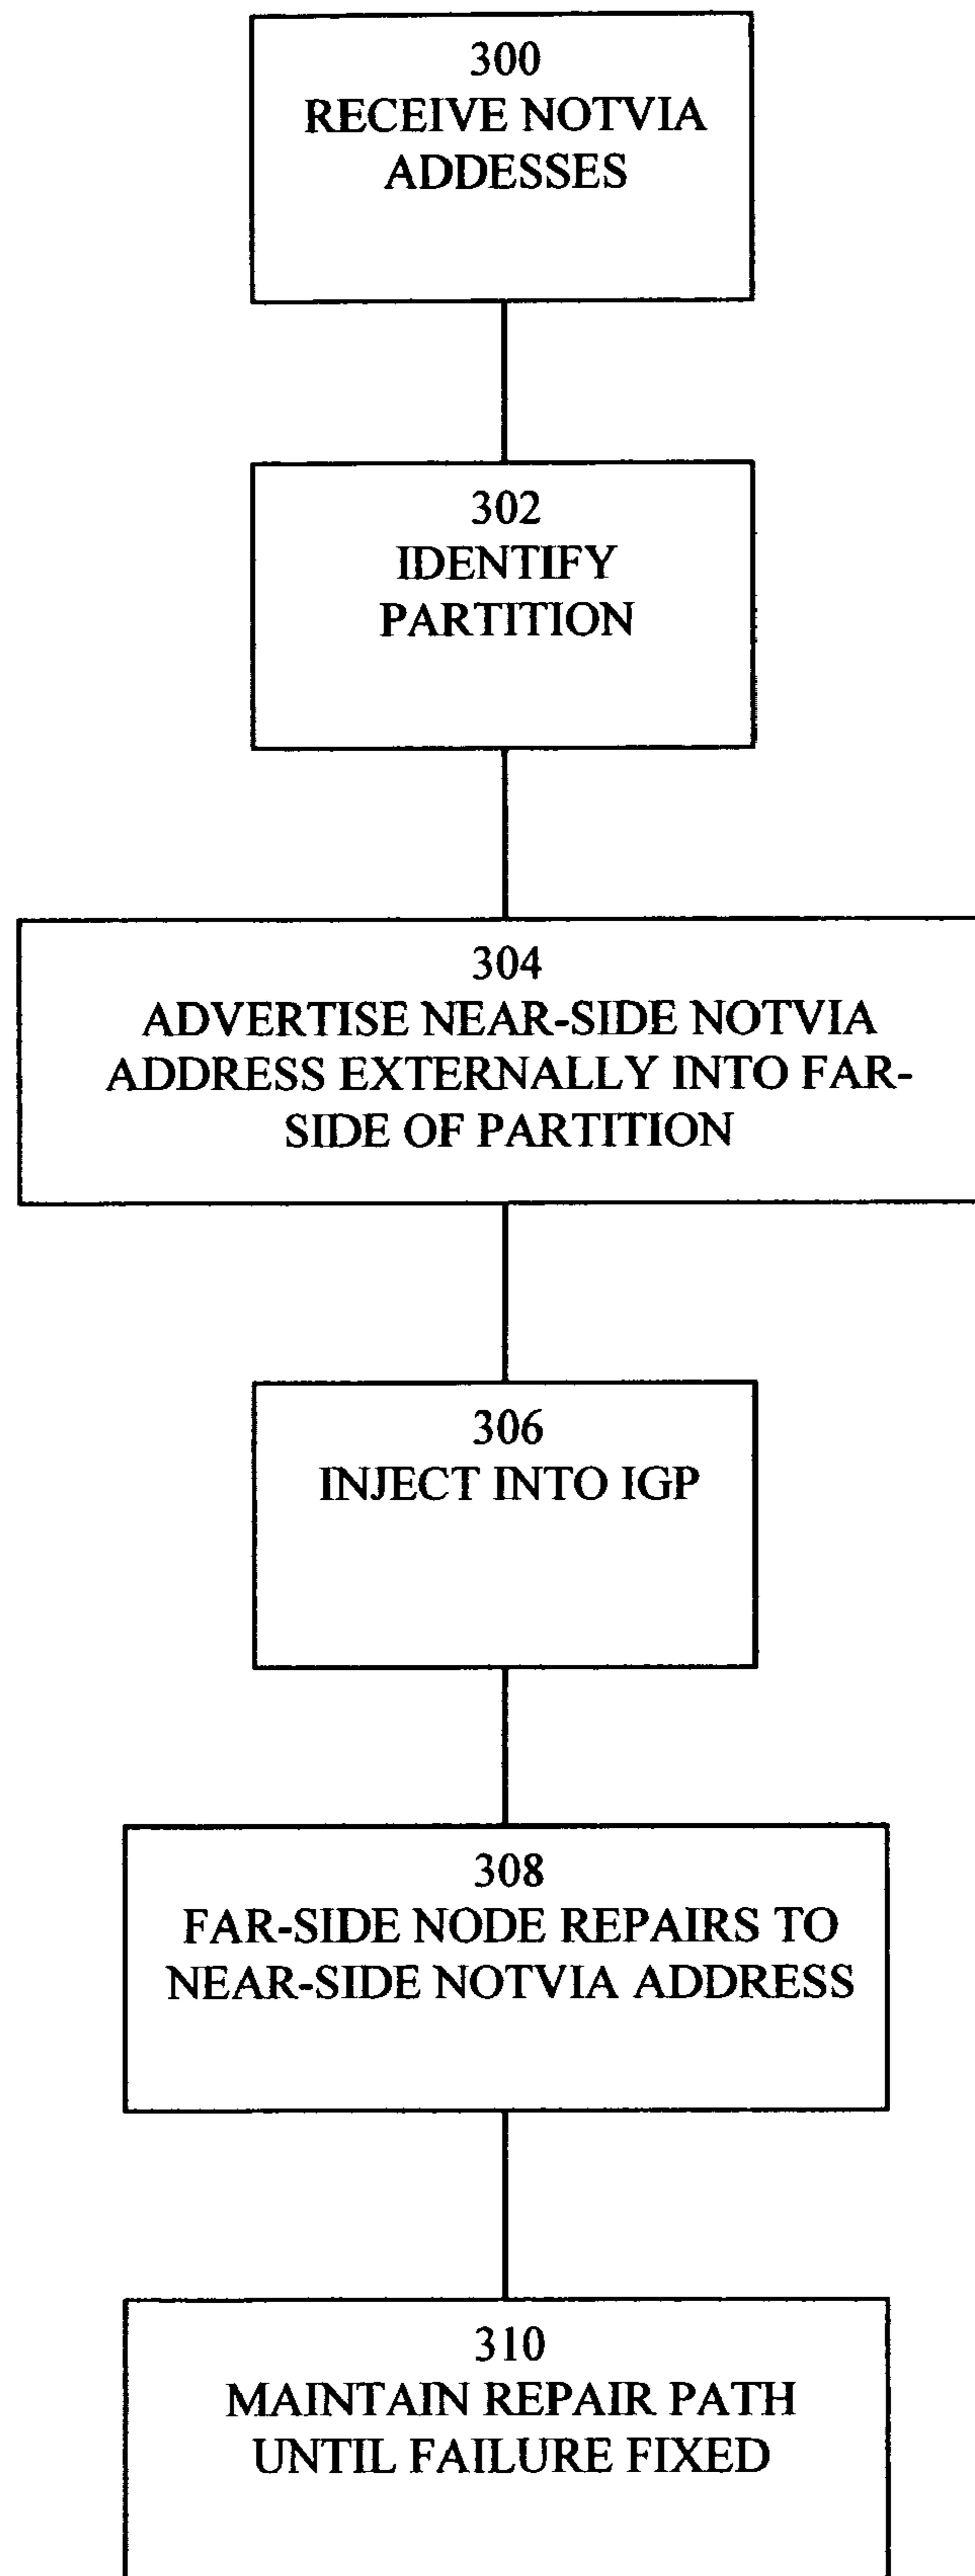 300
RECEIVE NOTVIA
ADDESSES
302
IDENTIFY
PARTITION
304
ADVERTISE NEAR-SIDE NOTVIA
ADDRESS EXTERNALLY INTO FAR-
SIDE OF PARTITION
306
INJECT INTO IGP
308
FAR-SIDE NODE REPAIRS TO
NEAR-SIDE NOTVIA ADDRESS
310
MAINTAIN REPAIR PATH
UNTIL FAILURE FIXED